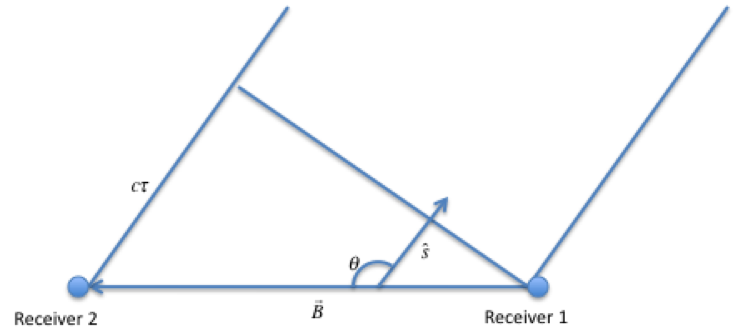 cτ
θ
ŝ
B⃗
Receiver 2
Receiver 1